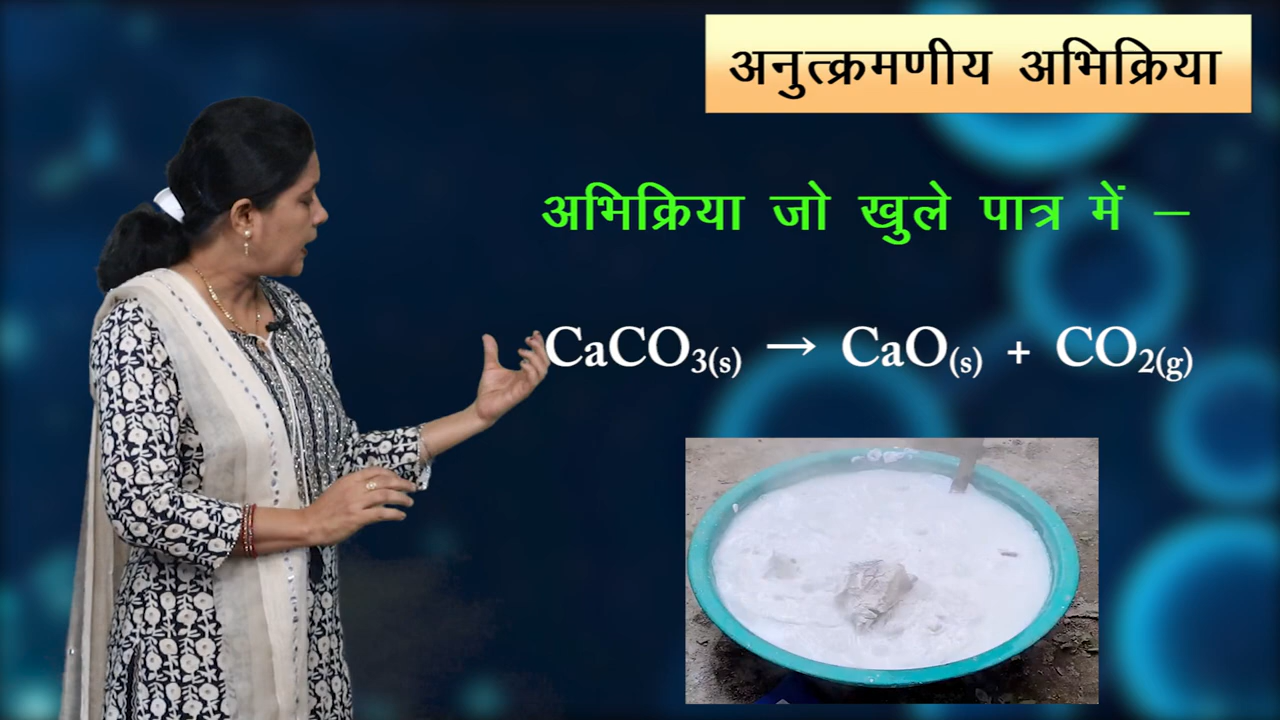 अनुत्क्रमणीय अभिक्रिया
अभिक्रिया जो खुले पात्र में –
CaCO₃(s) → CaO(s) + CO₂(g)